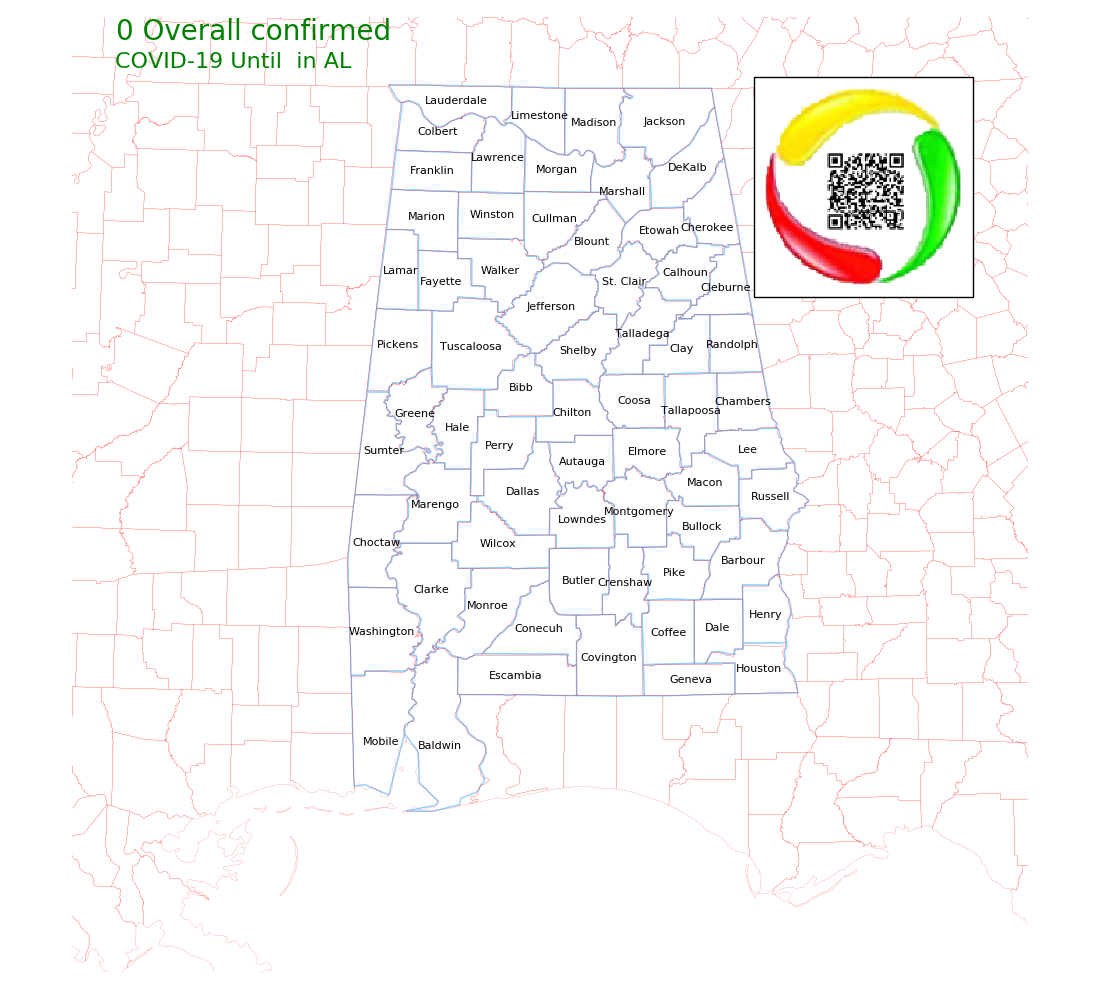 0 Overall confirmed
COVID-19 Until  in AL
Lauderdale
Limestone
Madison
Jackson
Colbert
Lawrence
Franklin
Morgan
DeKalb
Marshall
Marion
Winston
Cullman
Blount
Etowah
Cherokee
Lamar
Fayette
Walker
St. Clair
Calhoun
Cleburne
Jefferson
Pickens
Tuscaloosa
Shelby
Talladega
Clay
Randolph
Bibb
Greene
Hale
Chilton
Coosa
Tallapoosa
Chambers
Sumter
Perry
Autauga
Elmore
Lee
Marengo
Dallas
Lowndes
Montgomery
Macon
Russell
Bullock
Choctaw
Wilcox
Clarke
Butler
Crenshaw
Pike
Barbour
Monroe
Washington
Conecuh
Covington
Coffee
Dale
Henry
Escambia
Geneva
Houston
Mobile
Baldwin